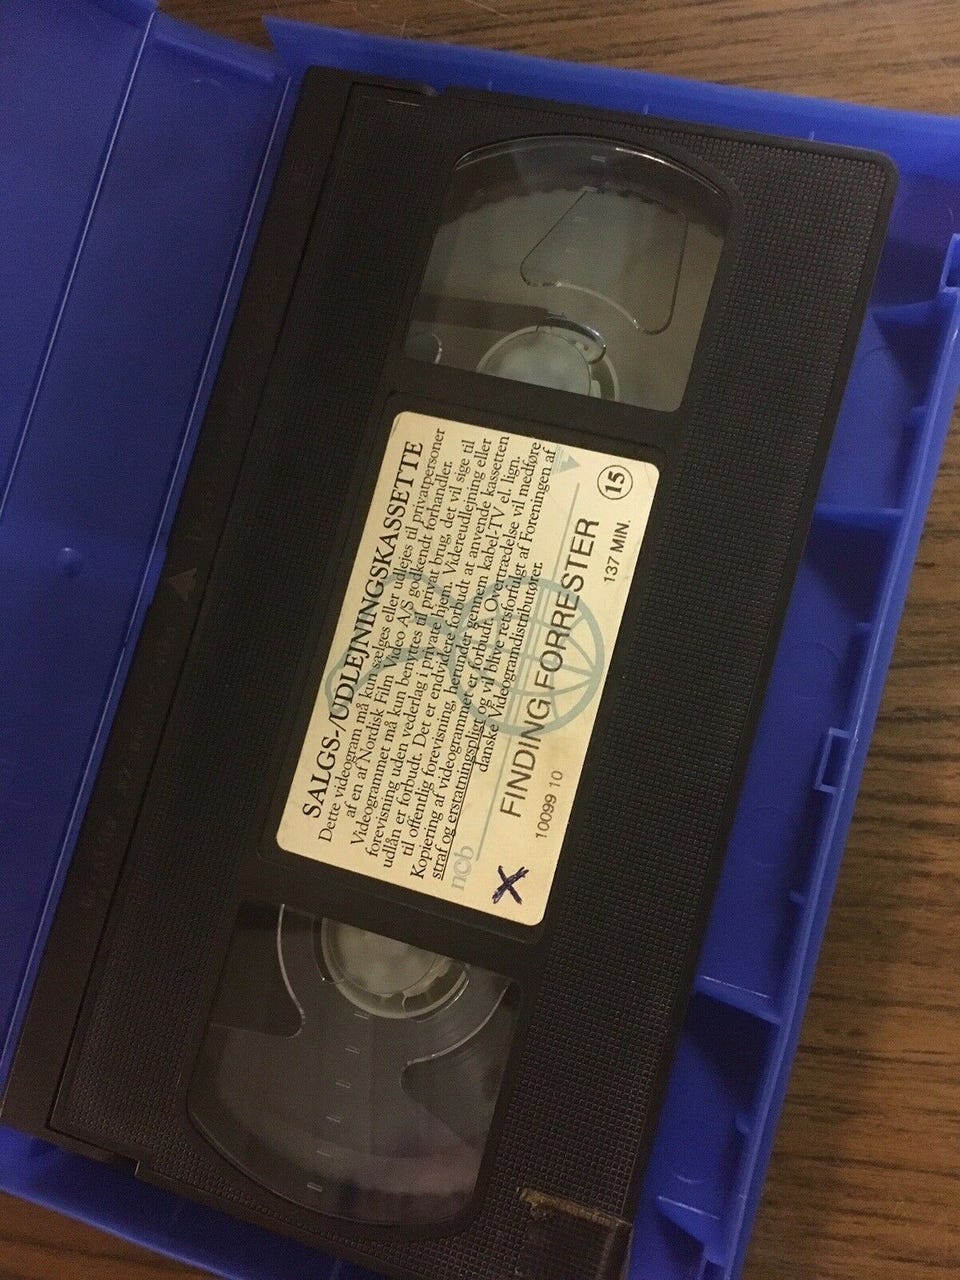 SALGS-/UDLEJNINGSKASSETTE
Dette videogram må kun sælges eller udlejes til privatpersoner
af en af Nordisk Film Video A/S godkendt forhandler.
Videogrammet må kun benyttes til privat brug, det vil sige til
forevisning uden vederlag i private hjem. Videreudlejning eller
udlån er forbudt. Det er endvidere forbudt at anvende kassetten
til offentlig forevisning, herunder gennem kabel-TV el. lign.
Kopiering af videogrammet er forbudt. Overtrædelse vil medføre
straf og erstatningspligt og vil blive retsforfulgt af Foreningen af
danske Videogramdistributører.
ncb
FINDING FORRESTER
15
10099 10
137 MIN.
X